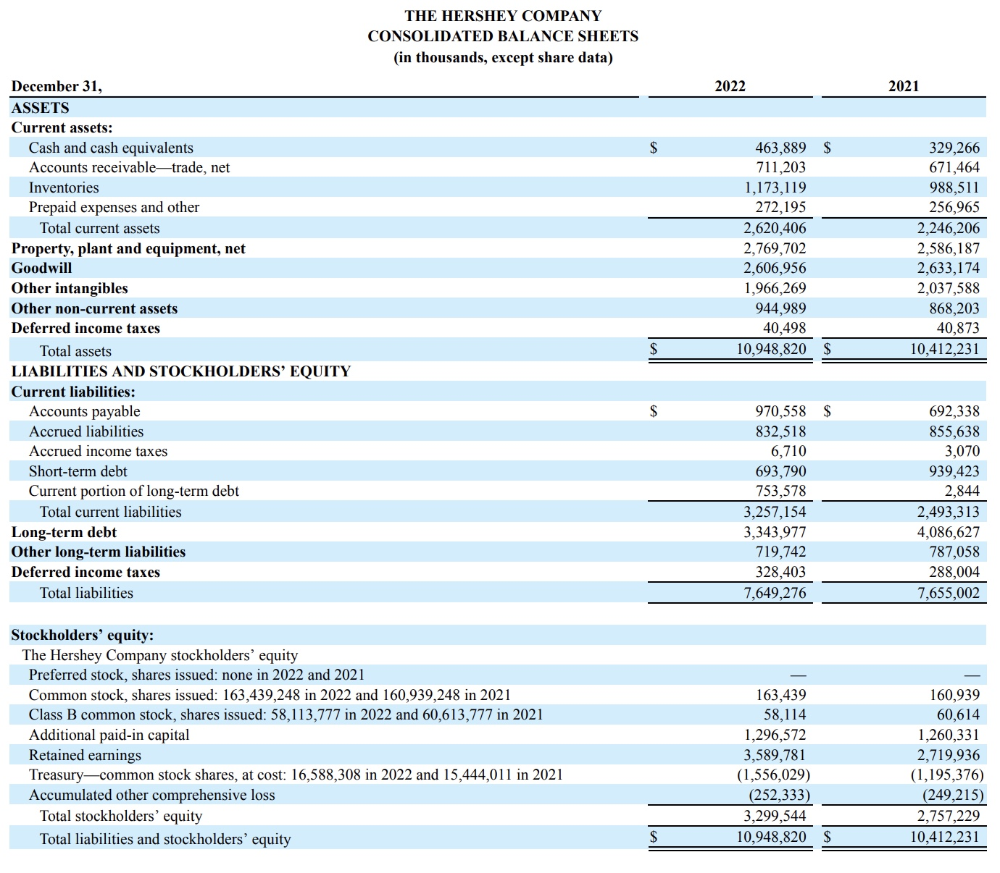 THE HERSHEY COMPANY
CONSOLIDATED BALANCE SHEETS
(in thousands, except share data)
December 31, 2022 2021
ASSETS
Current assets:
Cash and cash equivalents $ 463,889 $ 329,266
Accounts receivable—trade, net 711,203 671,464
Inventories 1,173,119 988,511
Prepaid expenses and other 272,195 256,965
Total current assets 2,620,406 2,246,206
Property, plant and equipment, net 2,769,702 2,586,187
Goodwill 2,606,956 2,633,174
Other intangibles 1,966,269 2,037,588
Other non-current assets 944,989 868,203
Deferred income taxes 40,498 40,873
Total assets $ 10,948,820 $ 10,412,231
LIABILITIES AND STOCKHOLDERS’ EQUITY
Current liabilities:
Accounts payable $ 970,558 $ 692,338
Accrued liabilities 832,518 855,638
Accrued income taxes 6,710 3,070
Short-term debt 693,790 939,423
Current portion of long-term debt 753,578 2,844
Total current liabilities 3,257,154 2,493,313
Long-term debt 3,343,977 4,086,627
Other long-term liabilities 719,742 787,058
Deferred income taxes 328,403 288,004
Total liabilities 7,649,276 7,655,002
Stockholders’ equity:
The Hershey Company stockholders’ equity
Preferred stock, shares issued: none in 2022 and 2021 — —
Common stock, shares issued: 163,439,248 in 2022 and 160,939,248 in 2021 163,439 160,939
Class B common stock, shares issued: 58,113,777 in 2022 and 60,613,777 in 2021 58,114 60,614
Additional paid-in capital 1,296,572 1,260,331
Retained earnings 3,589,781 2,719,936
Treasury—common stock shares, at cost: 16,588,308 in 2022 and 15,444,011 in 2021 (1,556,029) (1,195,376)
Accumulated other comprehensive loss (252,333) (249,215)
Total stockholders’ equity 3,299,544 2,757,229
Total liabilities and stockholders’ equity $ 10,948,820 $ 10,412,231